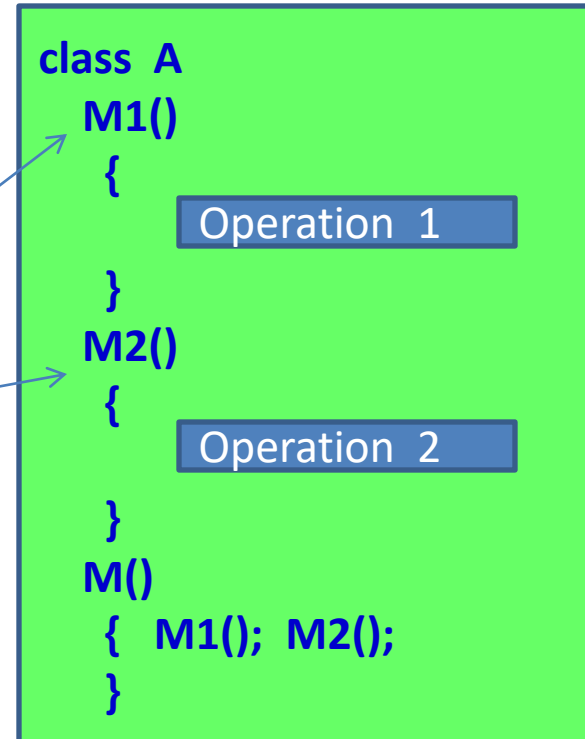 class A
M1()
{
Operation 1
}
M2()
{
Operation 2
}
M()
{ M1(); M2();
}